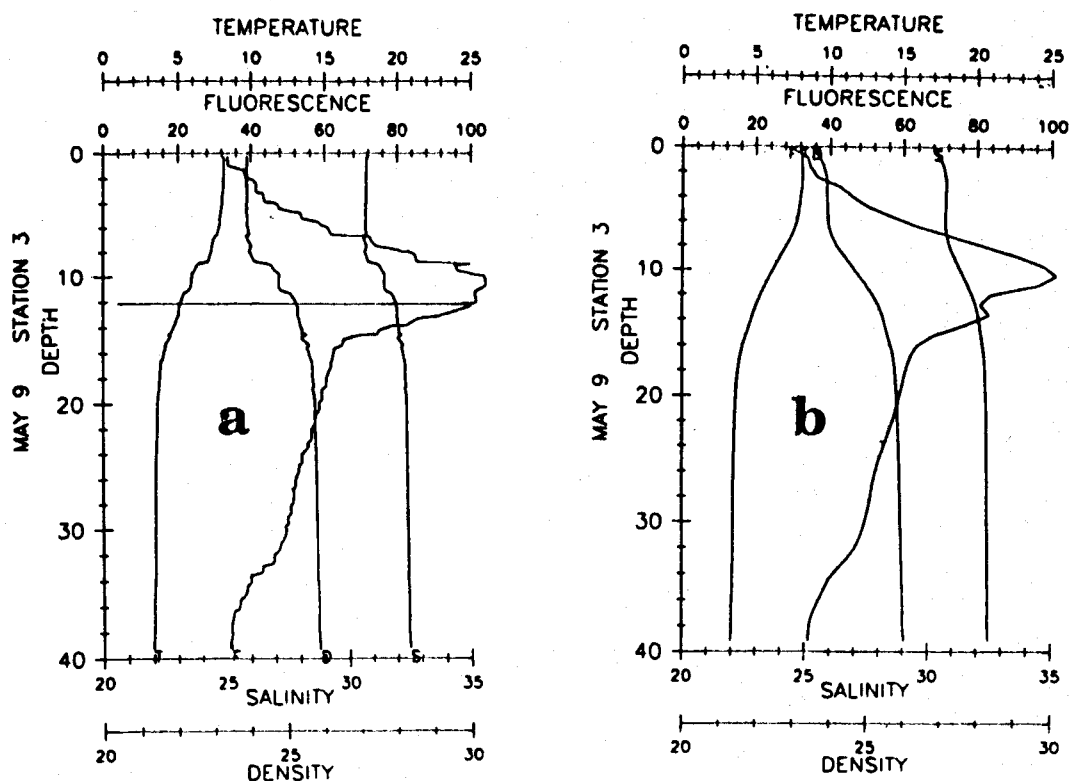 TEMPERATURE
0 5 10 15 20 25
FLUORESCENCE
0 20 40 60 80 100
0
10
20
30
40
MAY 9 STATION 3
DEPTH
a
T F D S
20 25 30 35
SALINITY
20 25 30
DENSITY
TEMPERATURE
0 5 10 15 20 25
FLUORESCENCE
0 20 40 60 80 100
0
10
20
30
40
MAY 9 STATION 3
DEPTH
S
b
20 25 30 35
SALINITY
20 25 30
DENSITY